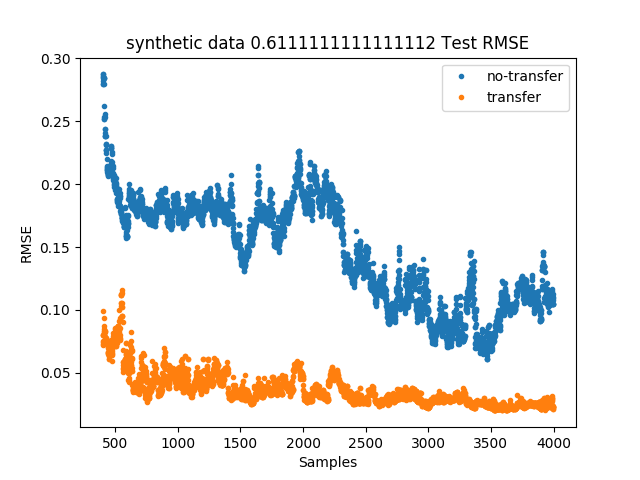 synthetic data 0.6111111111111112 Test RMSE
0.30
0.25
0.20
0.15
0.10
0.05
RMSE
no-transfer
transfer
500 1000 1500 2000 2500 3000 3500 4000
Samples